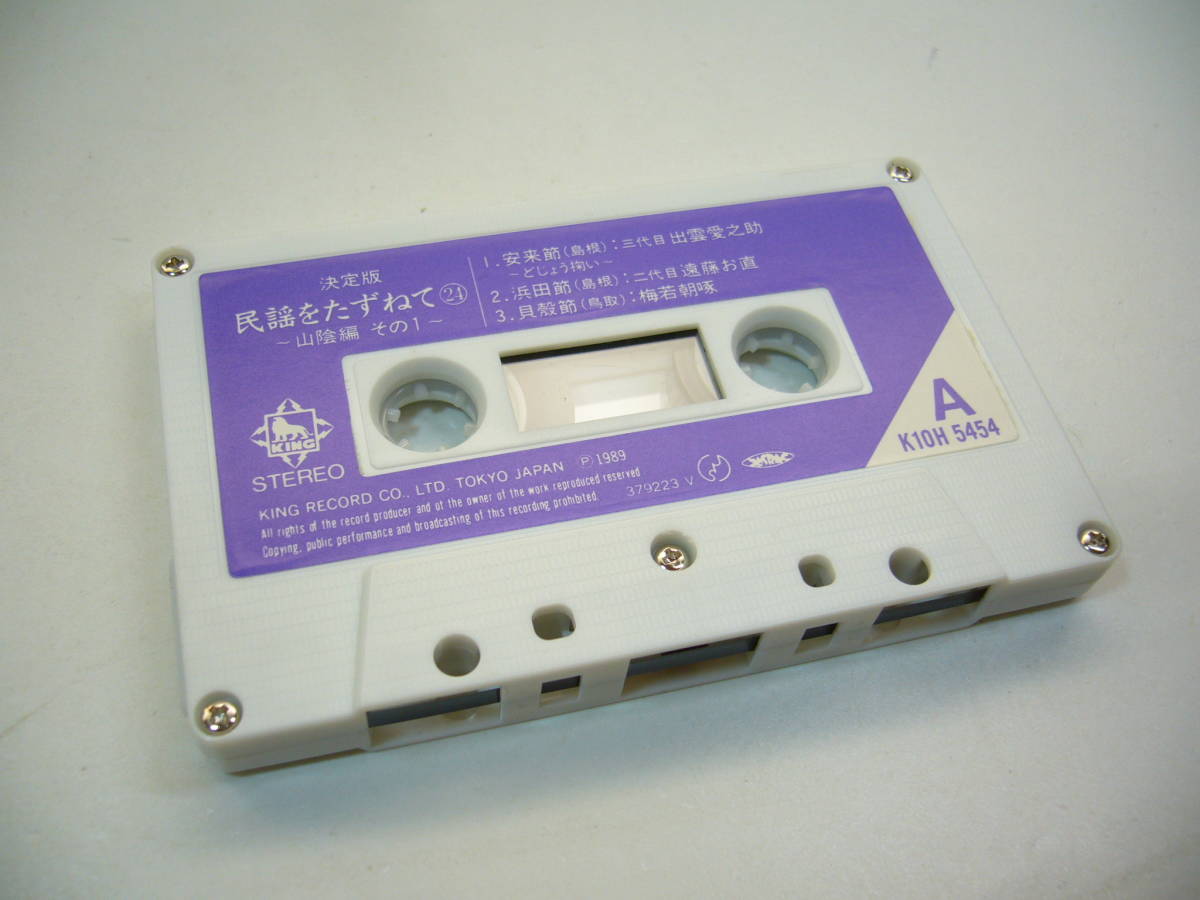 決定版
民謡をたずねて㉔
～山陰編 その1～
1. 安来節(島根):三代目 出雲愛之助
～どじょう掬い～
2. 浜田節(島根):二代目 遠藤お直
3. 貝殻節(鳥取):梅若朝啄
A
K10H 5454
KING
STEREO
KING RECORD CO., LTD. TOKYO JAPAN Ⓟ1989
All rights of the record producer and of the owner of the work reproduced reserved
Copying, public performance and broadcasting of this recording prohibited.
379223 V